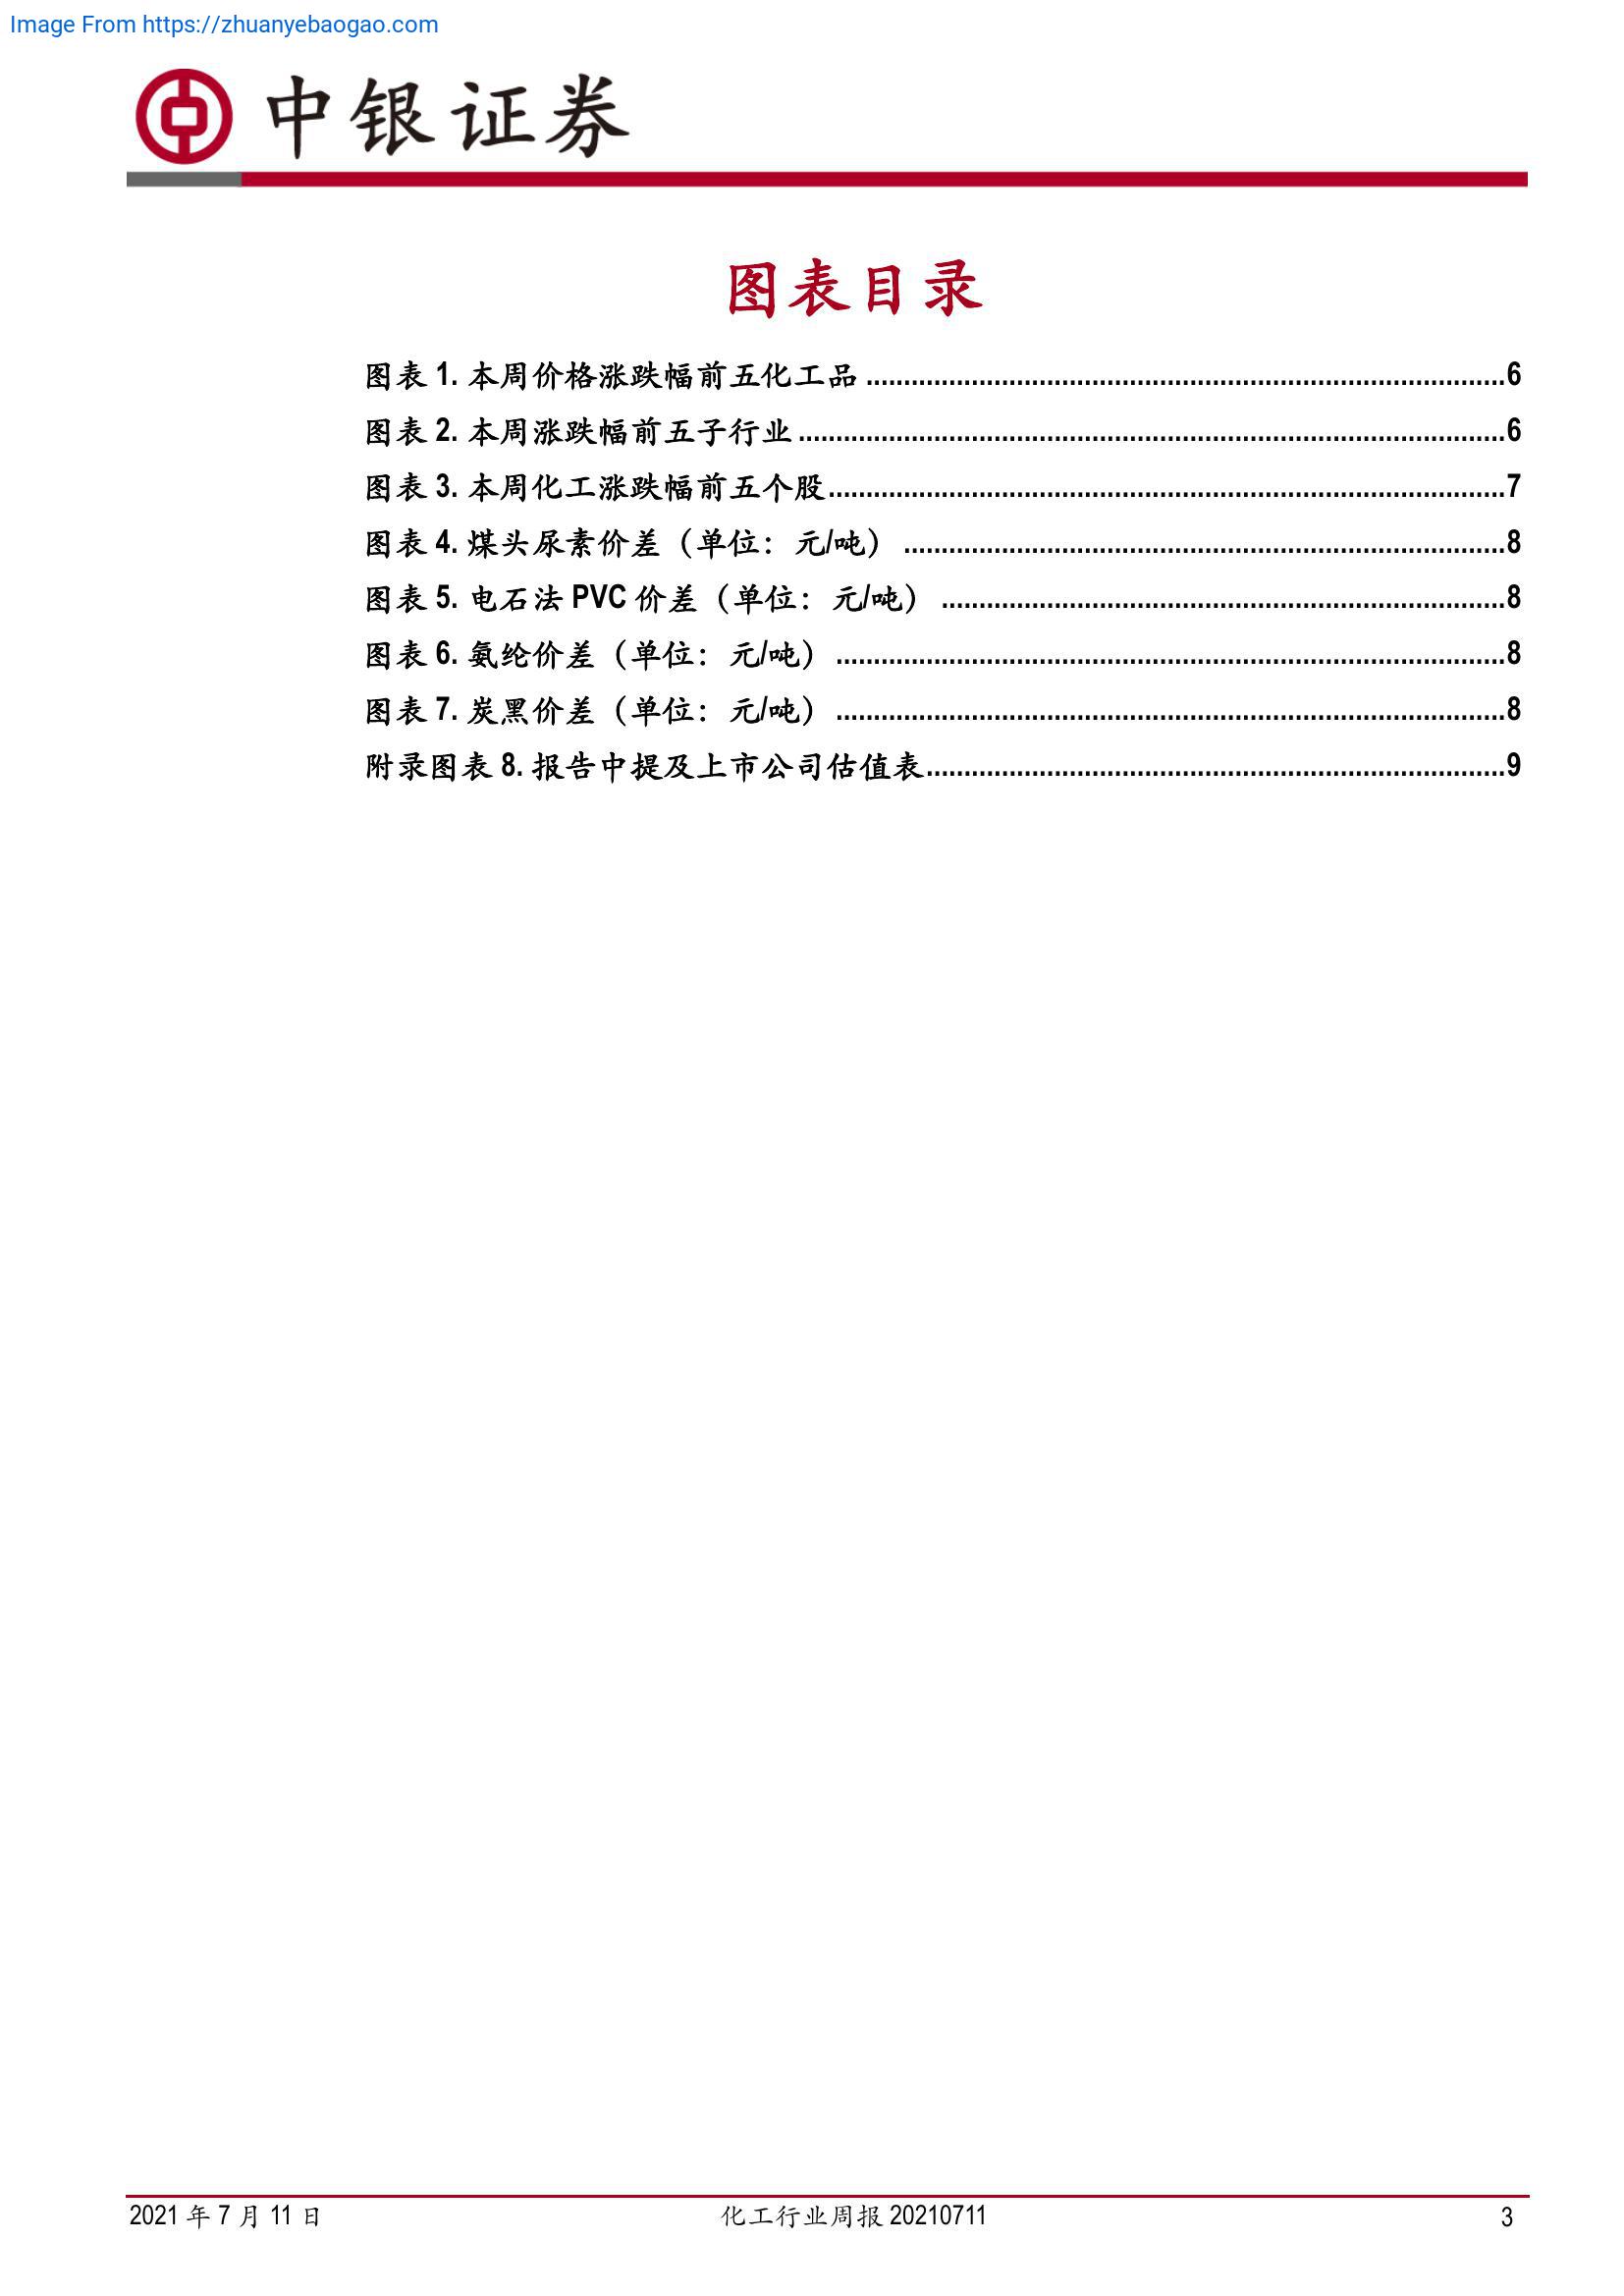 Image From https://zhuanyebaogao.com
中银证券
图表目录
图表 1. 本周价格涨跌幅前五化工品 ........................................................................................6
图表 2. 本周涨跌幅前五子行业 ..............................................................................................6
图表 3. 本周化工涨跌幅前五个股..........................................................................................7
图表 4. 煤头尿素价差（单位：元/吨） ................................................................................8
图表 5. 电石法 PVC 价差（单位：元/吨） ...........................................................................8
图表 6. 氨纶价差（单位：元/吨） .........................................................................................8
图表 7. 炭黑价差（单位：元/吨） .........................................................................................8
附录图表 8. 报告中提及上市公司估值表.............................................................................9
2021 年 7 月 11 日
化工行业周报 20210711
3